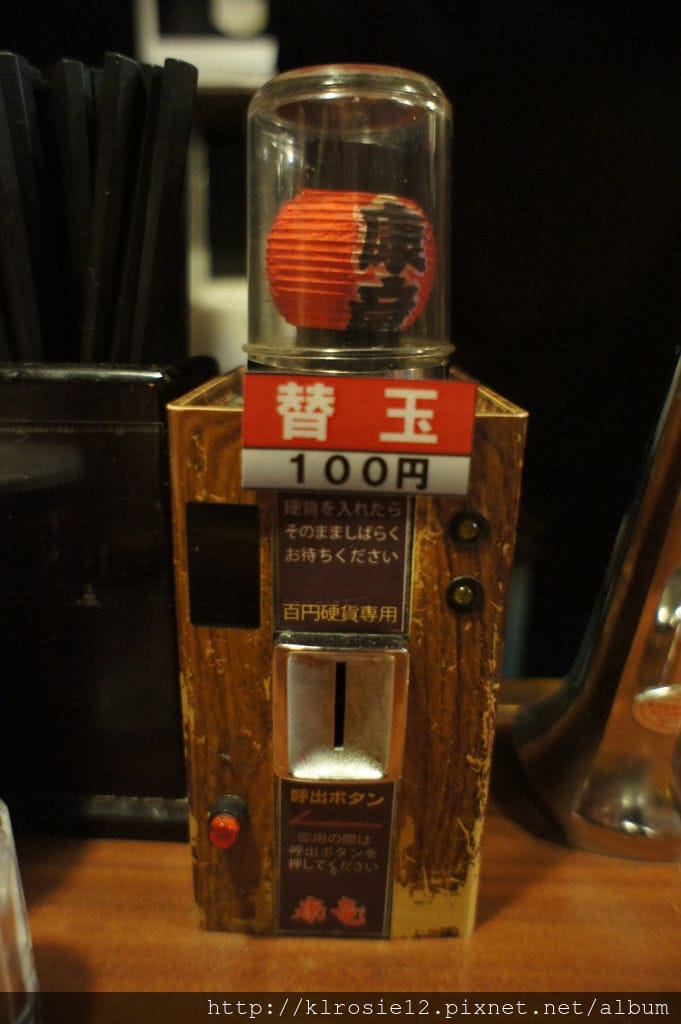 康竜
替玉
100円
硬貨を入れたら
そのまましばらく
お待ちください
百円硬貨専用
呼出ボタン
御用の際は
呼出ボタンを
押してください
康竜
http://klrosie12.pixnet.net/album